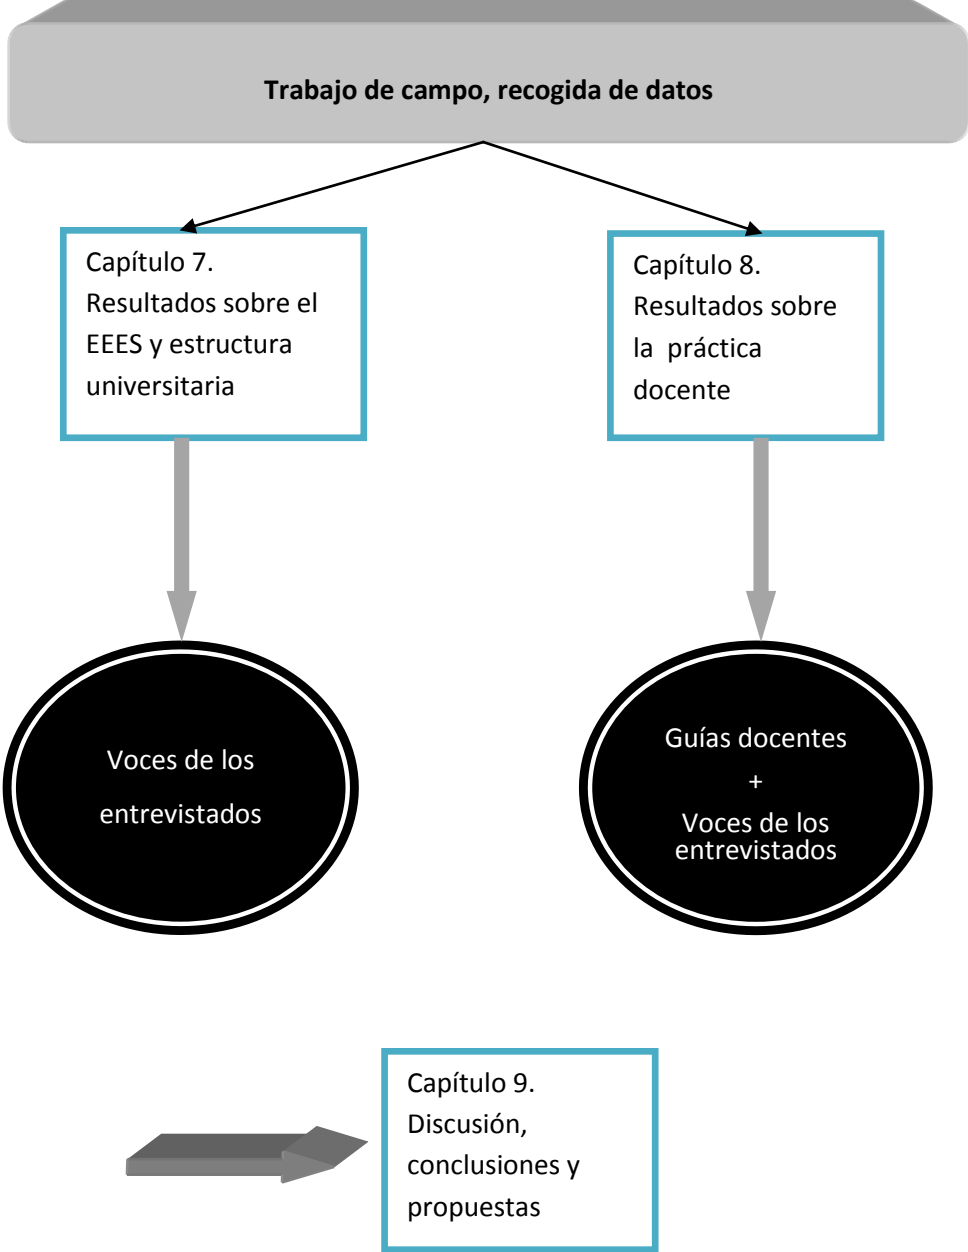 Trabajo de campo, recogida de datos
Capítulo 7.
Resultados sobre el
EEES y estructura
universitaria
Capítulo 8.
Resultados sobre
la práctica
docente
Voces de los
entrevistados
Guías docentes
+
Voces de los
entrevistados
Capítulo 9.
Discusión,
conclusiones y
propuestas